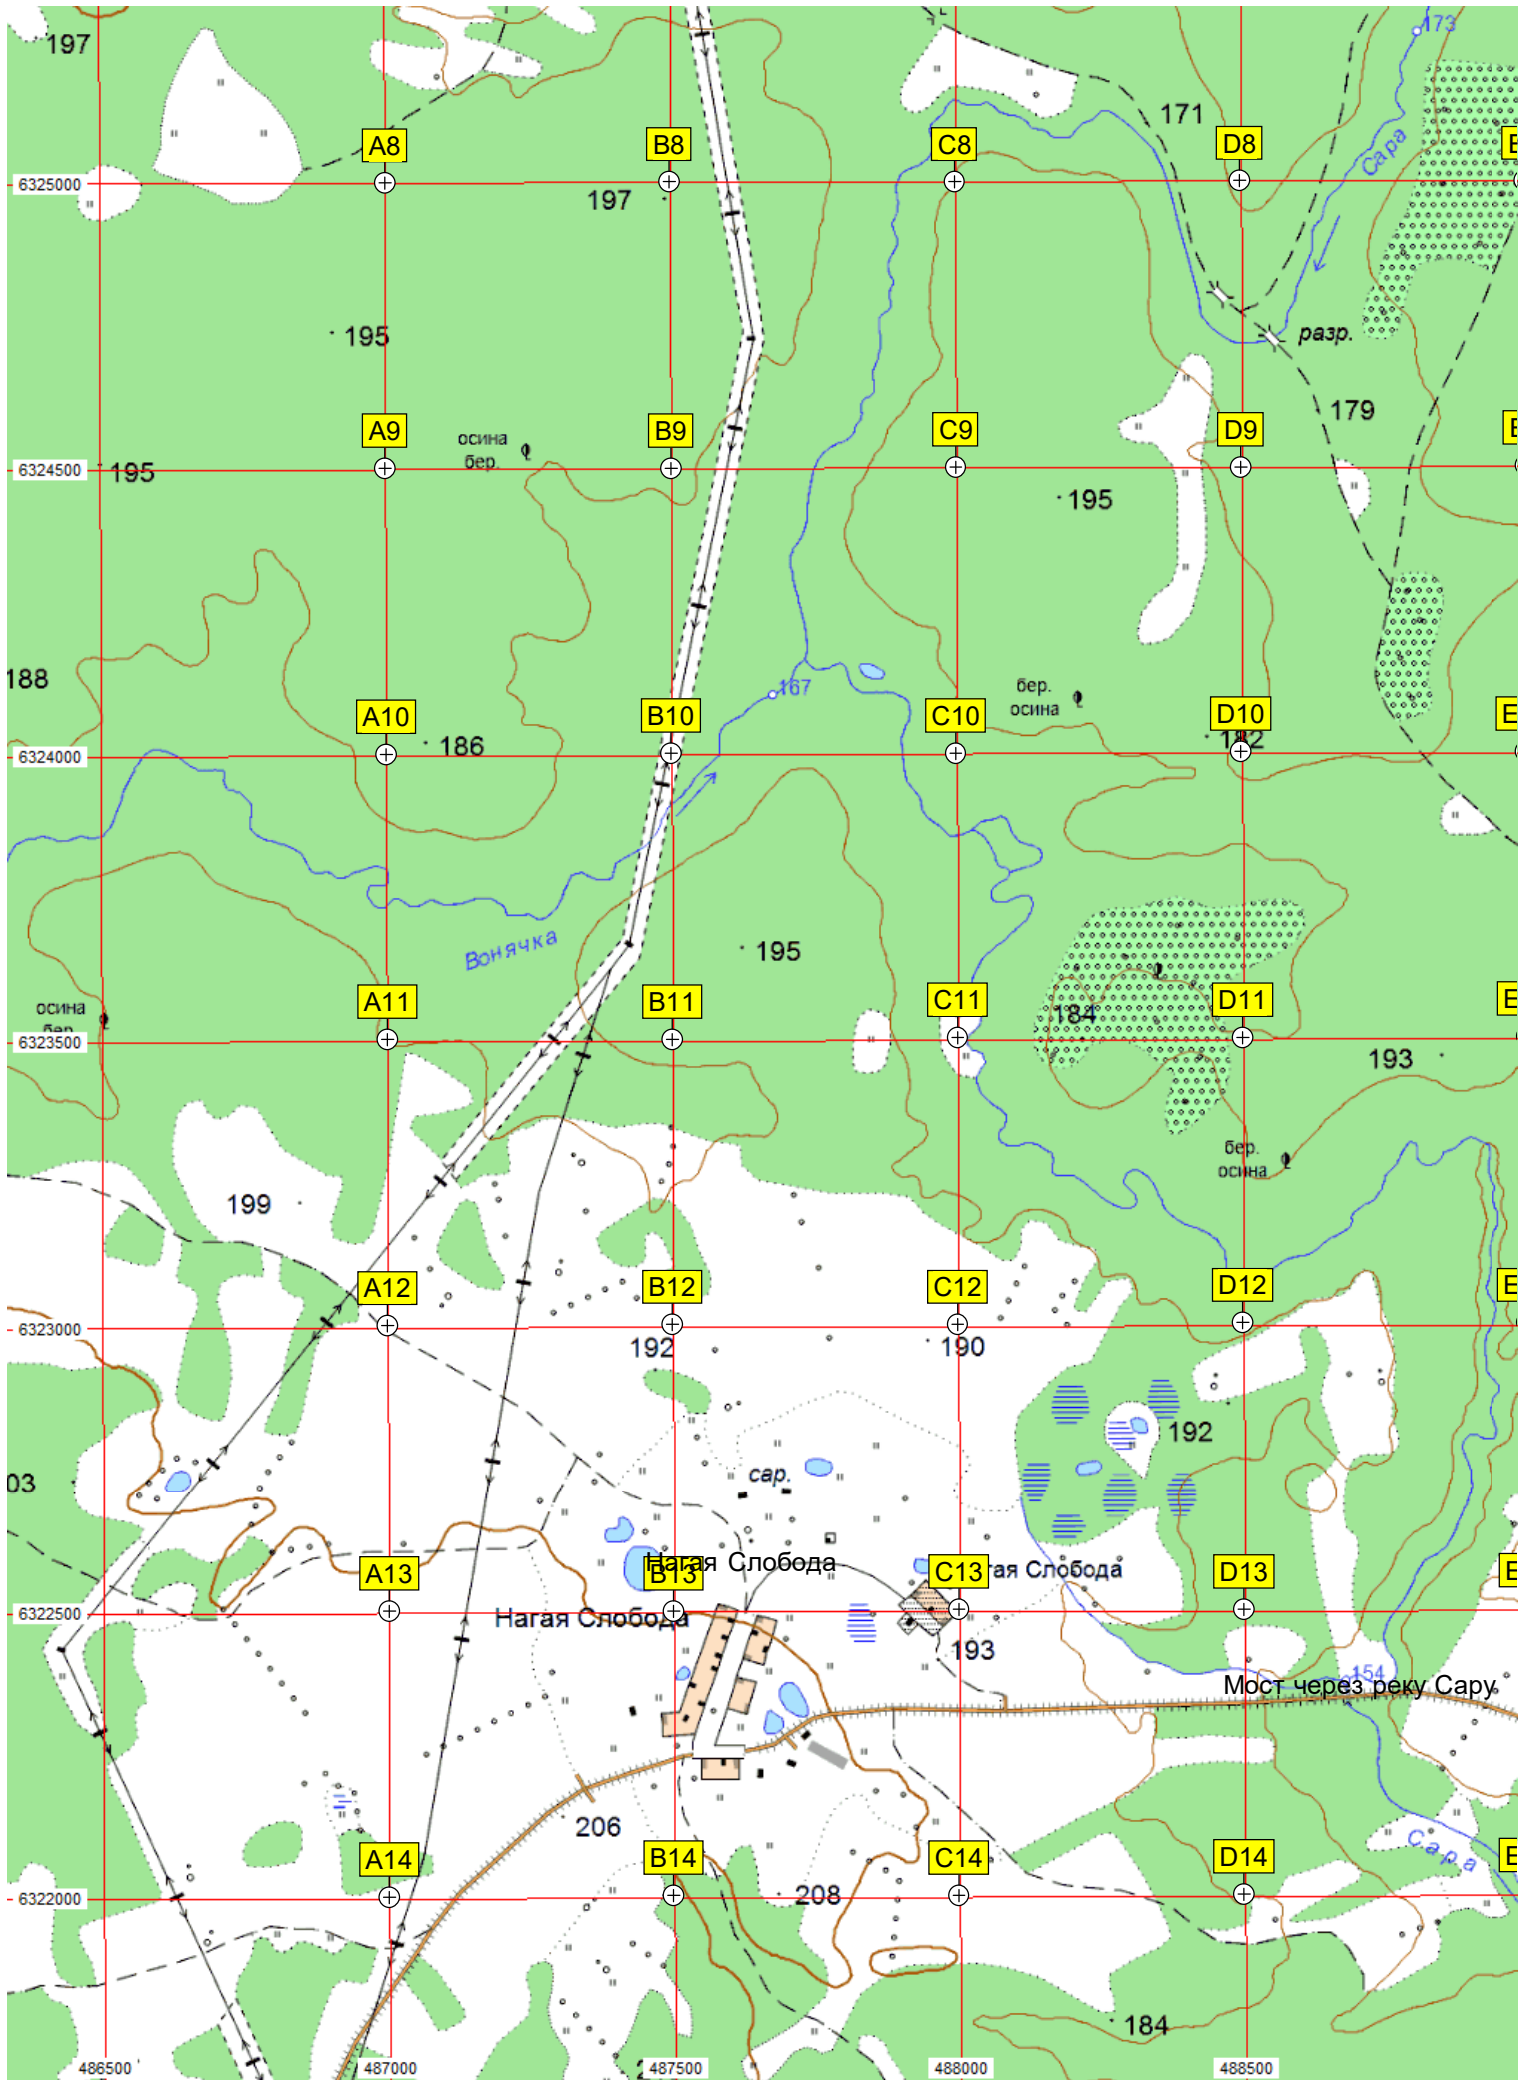 197
173
171
Сара
A8
B8
C8
D8
6325000
197
195
разр.
179
A9
B9
C9
D9
осина
бер.
6324500
195
195
188
167
бер.
осина
A10
B10
C10
D10
E
186
182
6324000
Вонячка
195
осина
A11
B11
C11
D11
E
184
6323500
193
бер.
осина
199
A12
B12
C12
D12
E
6323000
192
190
192
сар.
03
Нагая Слобода
A13
B13
C13
гая Слобода
D13
E
6322500
Нагая Слобода
193
154
Мост через реку Сару
206
Сара
A14
B14
C14
D14
E
6322000
208
184
486500
487000
487500
488000
488500